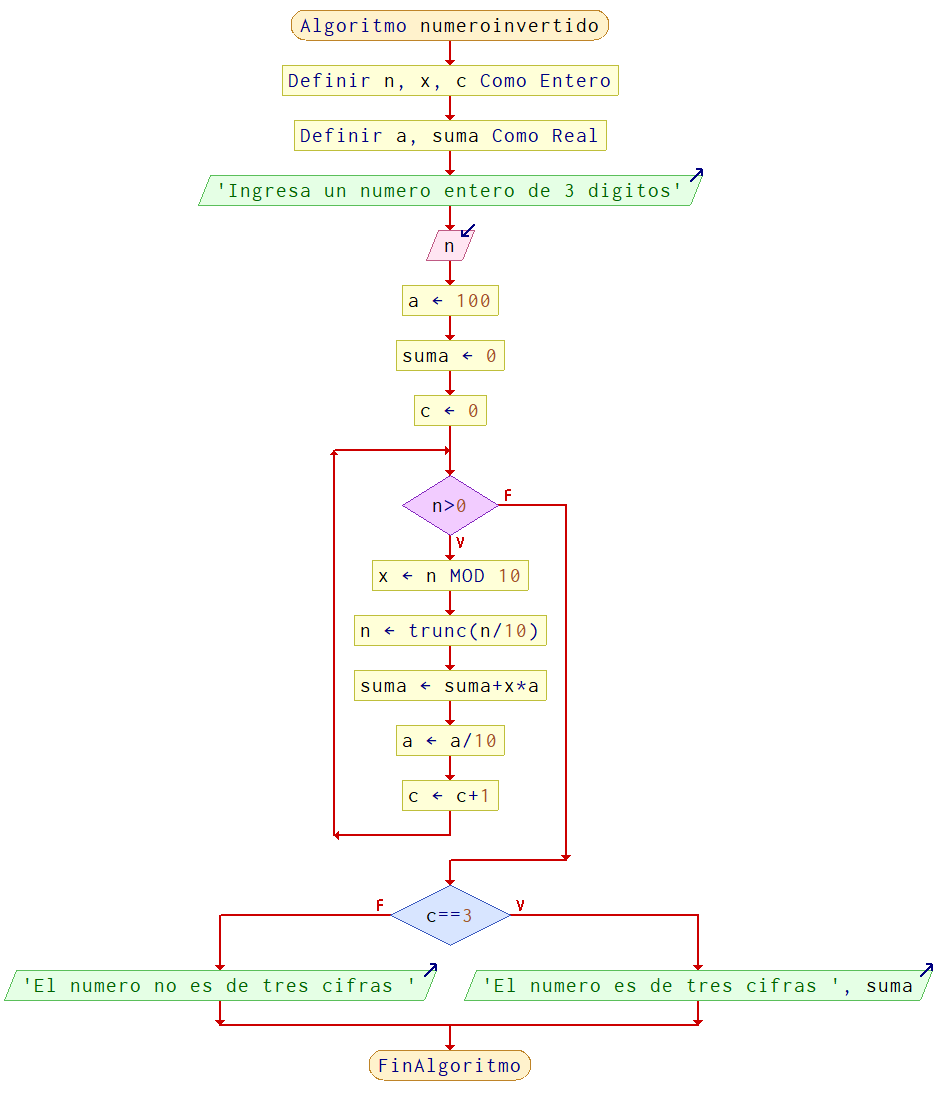 Algoritmo numeroinvertido
Definir n, x, c Como Entero
Definir a, suma Como Real
'Ingresa un numero entero de 3 digitos'
n
a ← 100
suma ← 0
c ← 0
n>0
F
V
x ← n MOD 10
n ← trunc(n/10)
suma ← suma+x*a
a ← a/10
c ← c+1
F
c==3
V
'El numero no es de tres cifras '
'El numero es de tres cifras ', suma
FinAlgoritmo